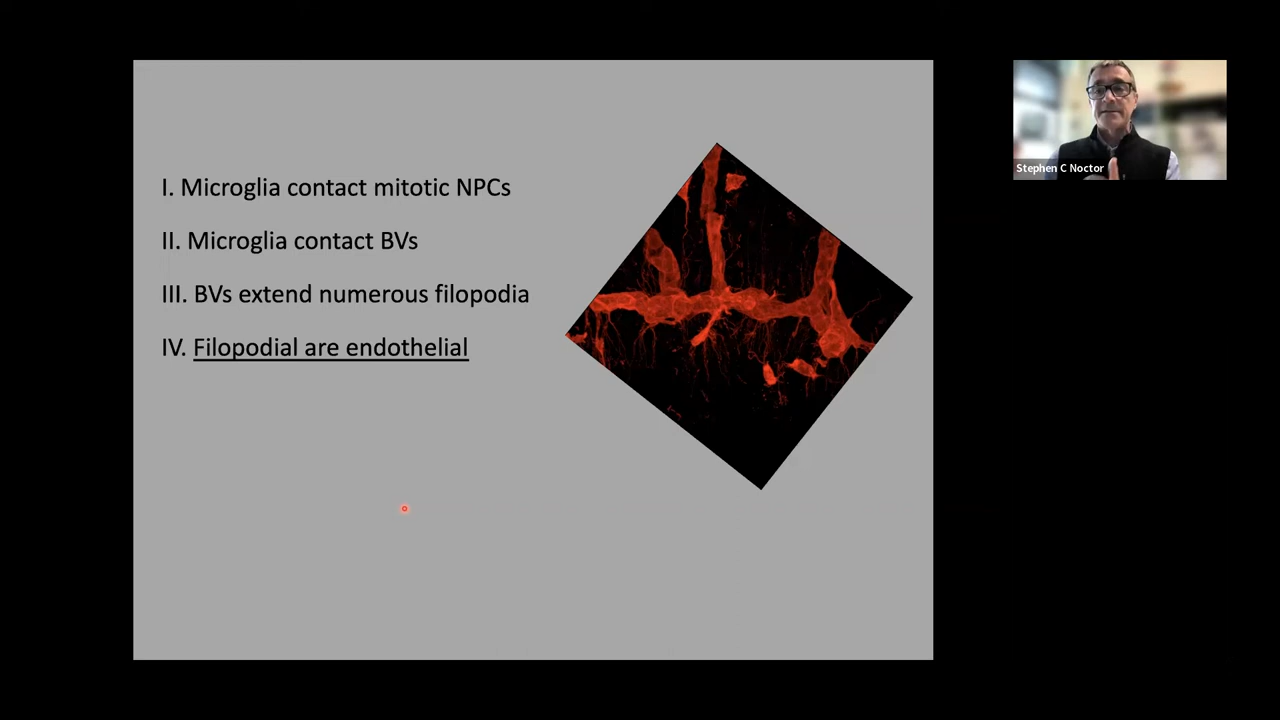 I. Microglia contact mitotic NPCs
II. Microglia contact BVs
III. BVs extend numerous filopodia
IV. Filopodial are endothelial
Stephen C Noctor